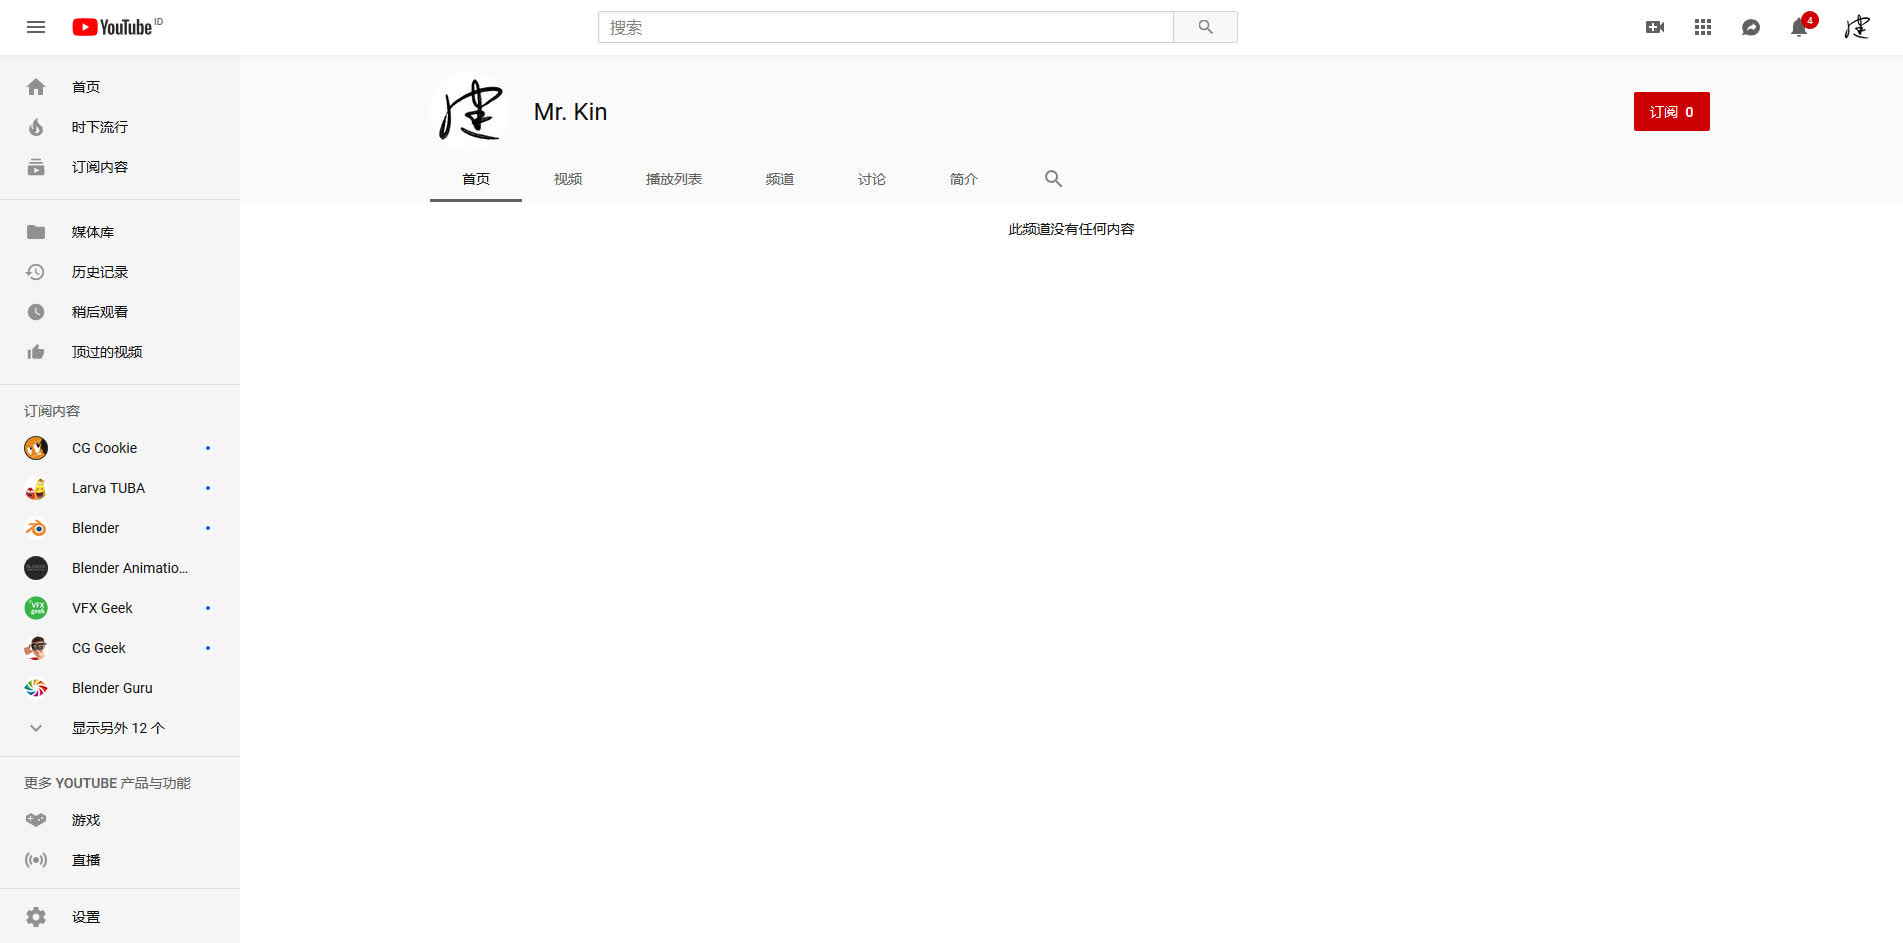 YouTube ID
搜索
4
首页
时下流行
订阅内容
媒体库
历史记录
稍后观看
顶过的视频
订阅内容
CG Cookie
Larva TUBA
Blender
Blender Animatio...
VFX Geek
CG Geek
Blender Guru
显示另外 12 个
更多 YOUTUBE 产品与功能
游戏
直播
设置
Mr. Kin
订阅 0
首页 视频 播放列表 频道 讨论 简介
此频道没有任何内容